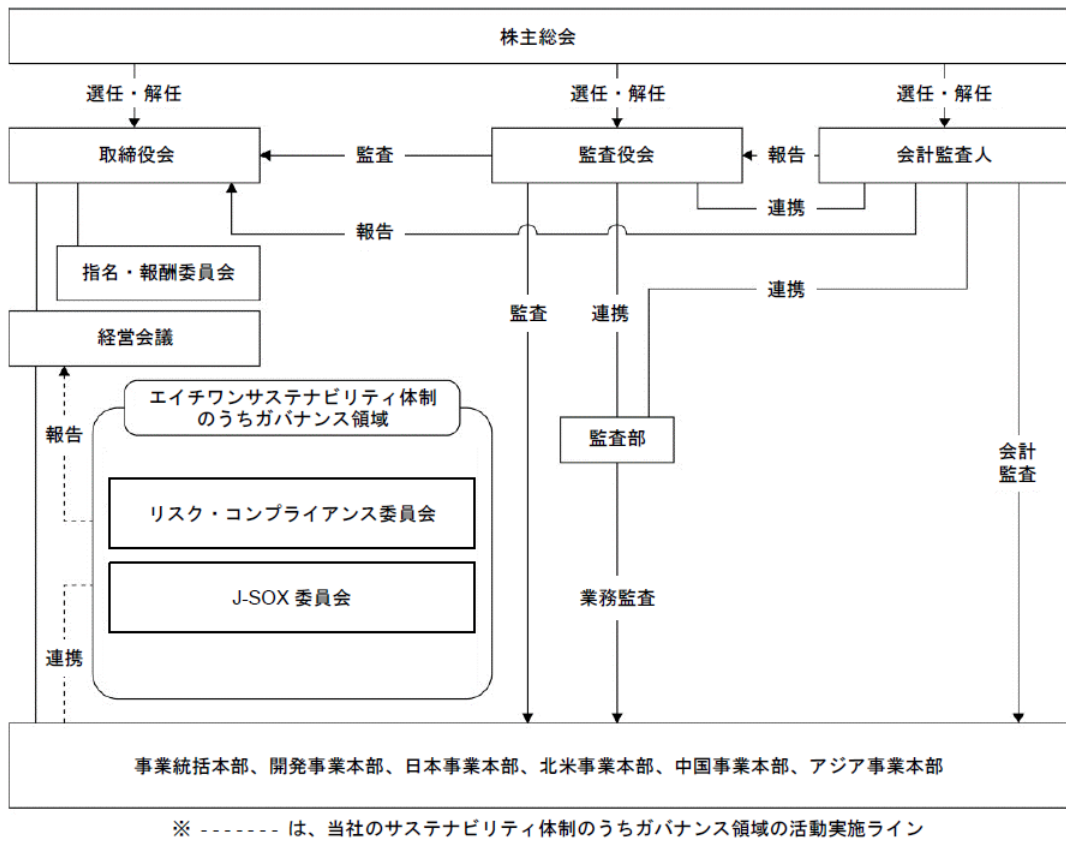 株主総会
選任・解任
選任・解任
選任・解任
取締役会
監査
監査役会
報告
会計監査人
連携
報告
指名・報酬委員会
連携
監査
連携
経営会議
エイチワンサステナビリティ体制
のうちガバナンス領域
報告
監査部
会計
監査
リスク・コンプライアンス委員会
J-SOX 委員会
業務監査
連携
事業統括本部、開発事業本部、日本事業本部、北米事業本部、中国事業本部、アジア事業本部
※ ------- は、当社のサステナビリティ体制のうちガバナンス領域の活動実施ライン